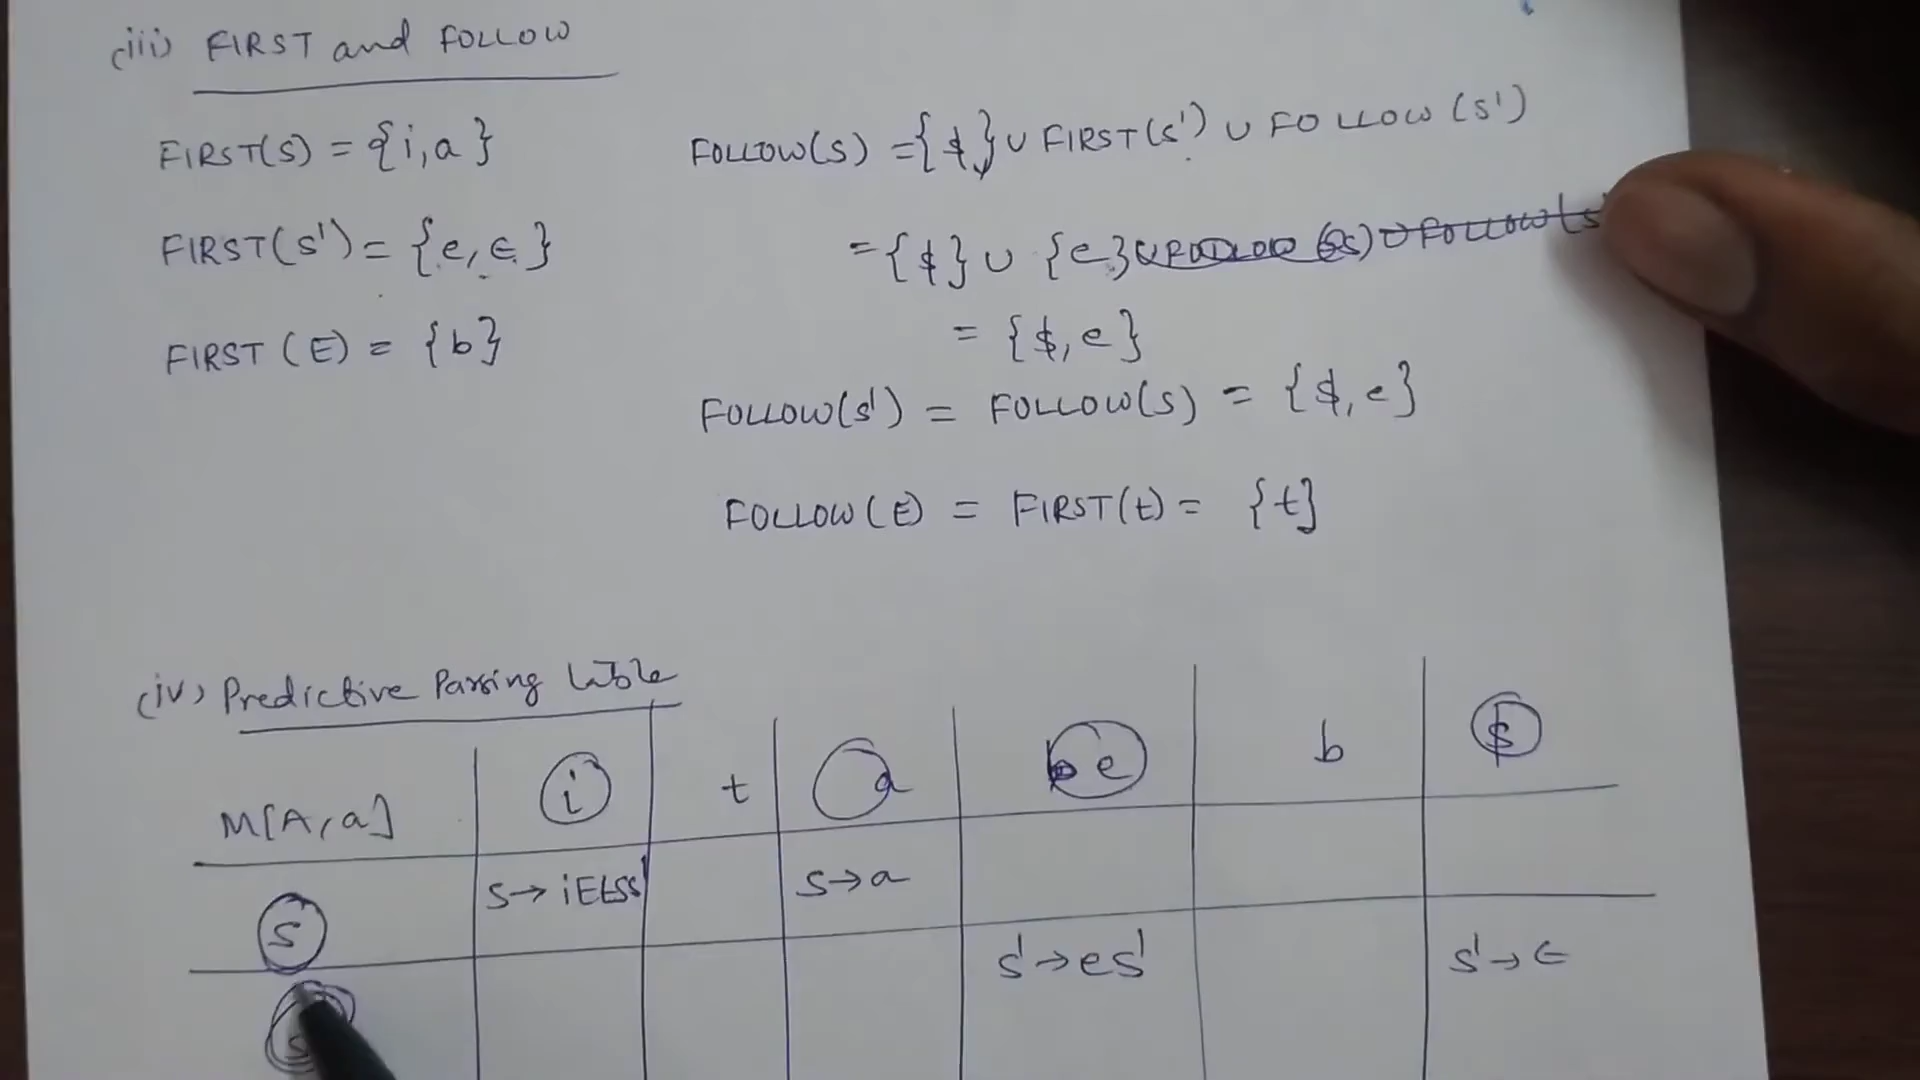 (iii) FIRST and FOLLOW
FIRST(S) = {i, a}
FOLLOW(S) = {$} ∪ FIRST(S') ∪ FOLLOW(S')
FIRST(S') = {e, ∈}
= {$} ∪ {e}
= {$, e}
FIRST (E) = {b}
FOLLOW(S') = FOLLOW(S) = {$, e}
FOLLOW(E) = FIRST(t) = {t}
(iv) Predictive Parsing table
M[A, a] i t a e b $
S S→iEtSS' S→a
S'→eS' S'→∈
S